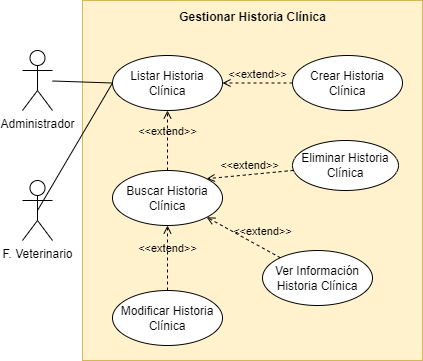 Gestionar Historia Clínica
Listar Historia
Clínica
<<extend>>
Crear Historia
Clínica
Administrador
<<extend>>
Eliminar Historia
Clínica
<<extend>>
Buscar Historia
Clínica
F. Veterinario
<<extend>>
<<extend>>
Ver Información
Historia Clínica
Modificar Historia
Clínica